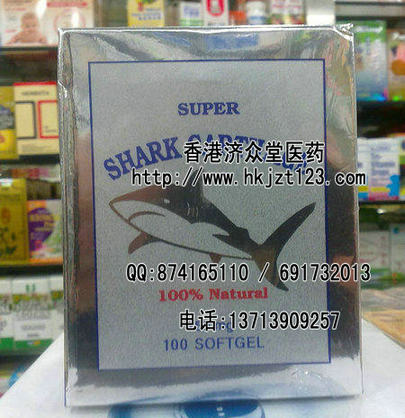 SUPER
SHARK
香港济众堂医药
http://www.hkjzt123.com
QQ:874165110 / 691732013
100% Natural
电话:13713909257
100 SOFTGEL